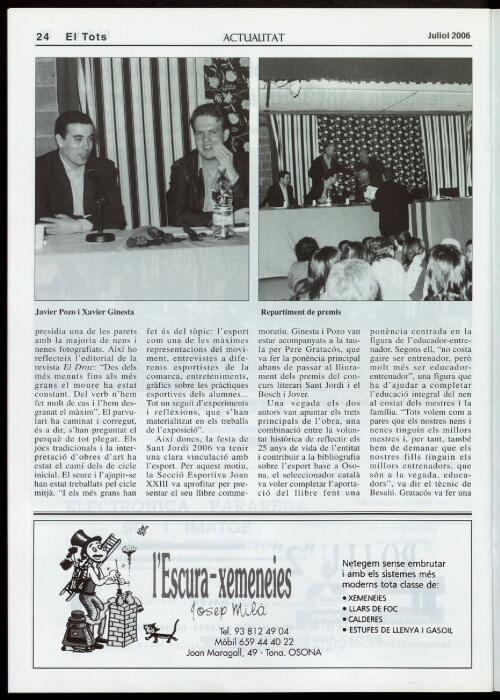 24 El Tots
ACTUALITAT
Juliol 2006
Javier Pozo i Xavier Ginesta
Repartiment de premis
presidia una de les parets
amb la majoria de nens i
nenes fotografiats. Així ho
reflecteix l'editorial de la
revista El Drac: "Des dels
més menuts fins als més
grans el moure ha estat
constant. Del verb n'hem
fet molt de cas i l'hem des-
granat al màxim". El parvu-
lari ha caminat i corregut,
és a dir, s'han preguntat el
perquè de tot plegat. Els
jocs tradicionals i la inter-
pretació d'obres d'art ha
estat el camí dels de cicle
inicial. El seure i l'ajupir-se
han estat treballats pel cicle
mitjà. "I els més grans han
fet ús del tòpic: l'esport
com una de les màximes
representacions del movi-
ment, entrevistes a dife-
rents esportistes de la
comarca, entreteniments,
gràfics sobre les pràctiques
esportives dels alumnes...
Tot un seguit d'experiments
i reflexions, que s'han
materialitzat en els treballs
de l'exposició".
Així doncs, la festa de
Sant Jordi 2006 va tenir
una clara vinculació amb
l'esport. Per aquest motiu,
la Secció Esportiva Joan
XXIII va aprofitar per pre-
sentar el seu llibre comme-
moratiu. Ginesta i Pozo van
estar acompanyats a la tau-
la per Pere Gratacós, que
va fer la ponència principal
abans de passar al lliura-
ment dels premis del con-
curs literari Sant Jordi i el
Bosch i Jover.
Una vegada els dos
autors van apuntar els trets
principals de l'obra, una
combinació entre la volun-
tat històrica de reflectir els
25 anys de vida de l'entitat
i contribuir a la bibliografia
sobre l'esport base a Oso-
na, el seleccionador català
va voler completar l'aporta-
ció del llibre fent una
ponència centrada en la
figura de l'educador-entre-
nador. Segons ell, "no costa
gaire ser entrenador, però
molt més ser educador-
entrenador", una figura que
ha d'ajudar a completar
l'educació integral del nen
al costat dels mestres i la
família. "Tots volem com a
pares que els nostres nens i
nenes tinguin els millors
mestres i, per tant, també
hem de demanar que els
nostres fills tinguin els
millors entrenadors, que
són a la vegada, educa-
dors", va dir el tècnic de
Besalú. Gratacós va fer una
l'Escura-xemeneies
Josep Milà
Tel. 93 812 49 04
Mòbil 659 44 40 22
Joan Maragall, 49 - Tona. OSONA
Netegem sense embrutar
i amb els sistemes més
moderns tota classe de:
• XEMENEIES
• LLARS DE FOC
• CALDERES
• ESTUFES DE LLENYA I GASOIL